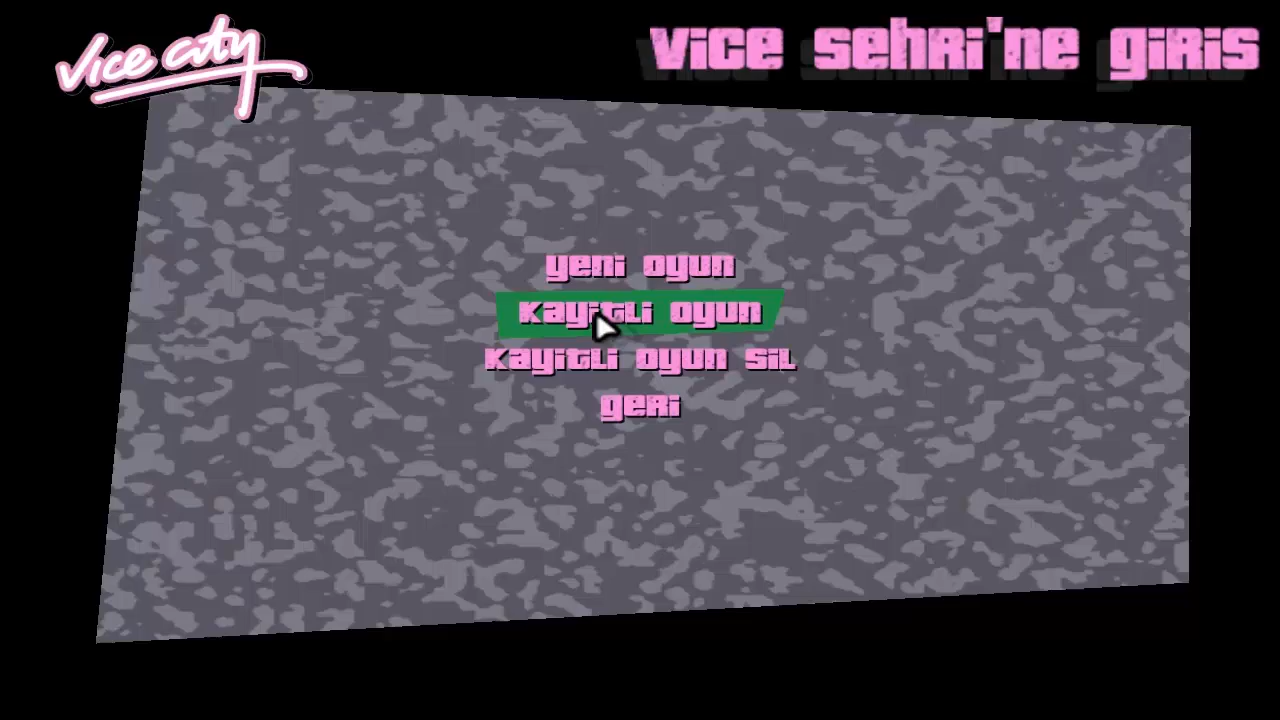 Vice City
Vice sehri'ne giris
yeni oyun
kayitli oyun
kayitli oyun sil
geri